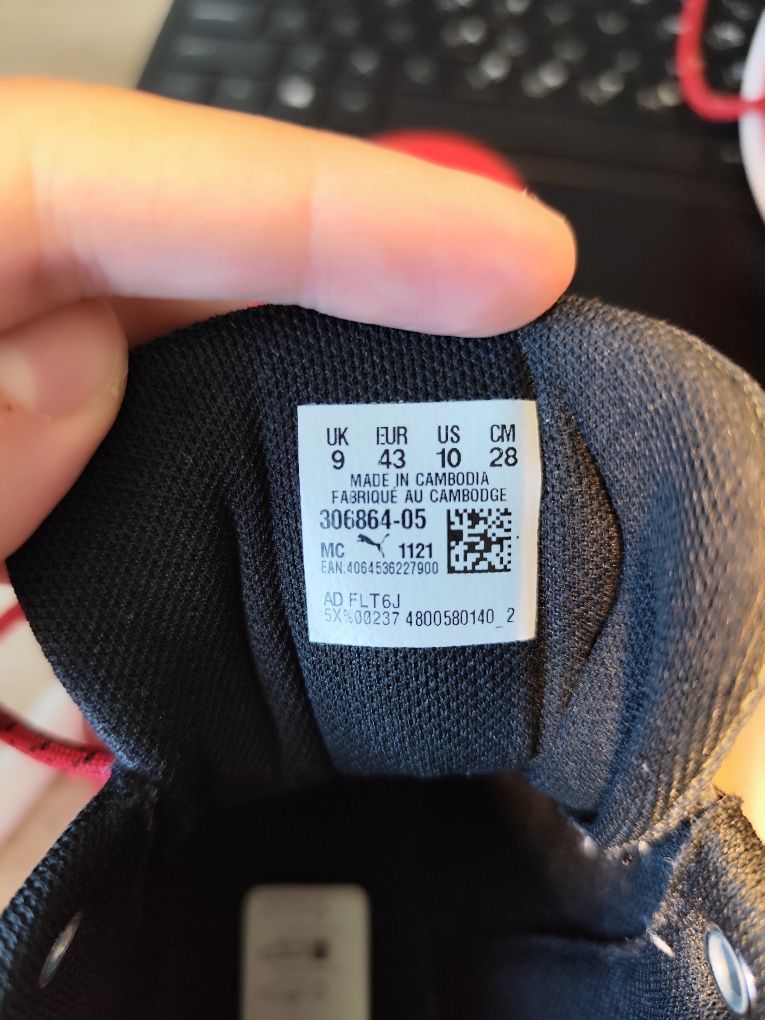 UK EUR US CM
9 43 10 28
MADE IN CAMBODIA
FABRIQUÉ AU CAMBODGE
306864-05
MC 1121
EAN:4064536227900
AD FLT6J
5X%00237 4800580140_2